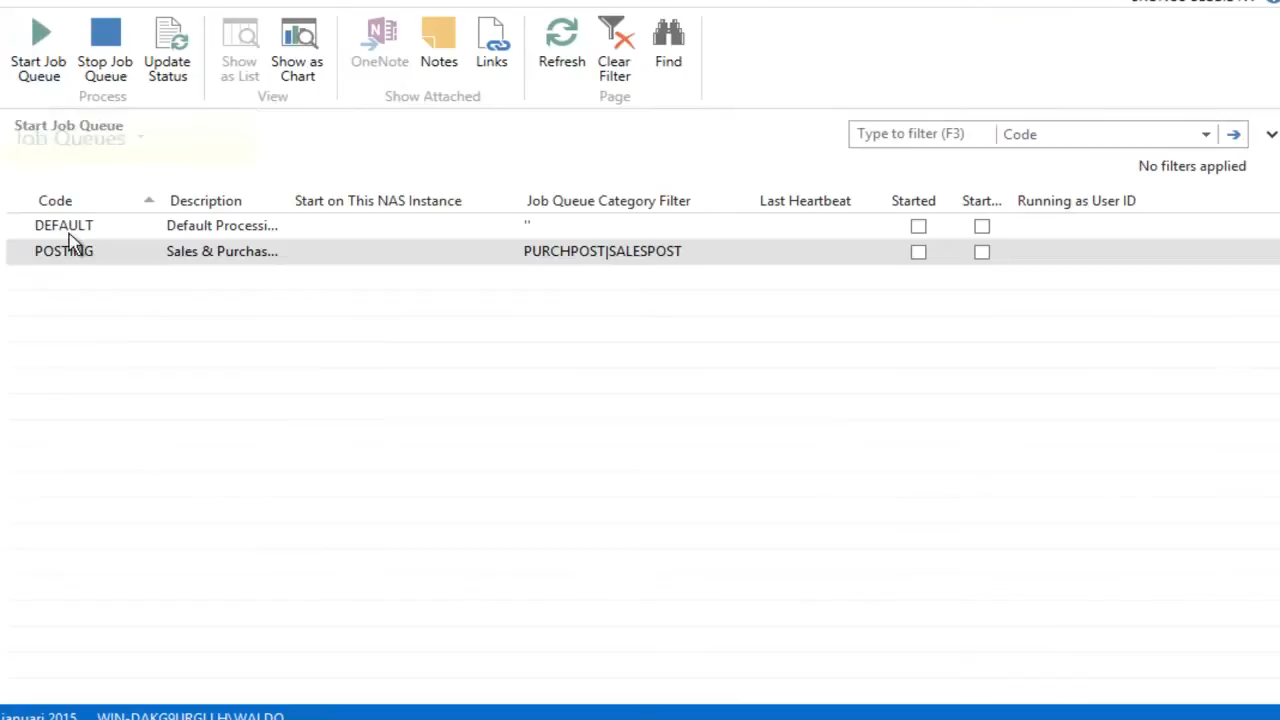 Start Job Queue
Stop Job Queue
Update Status
Show as List
Show as Chart
OneNote
Notes
Links
Refresh
Clear Filter
Find
Process
View
Show Attached
Page
Start Job Queue
Job Queues
Type to filter (F3)
Code
No filters applied
Code Description Start on This NAS Instance Job Queue Category Filter Last Heartbeat Started Start... Running as User ID
DEFAULT Default Processi... ''
POSTING Sales & Purchas... PURCHPOST|SALESPOST
januari 2015